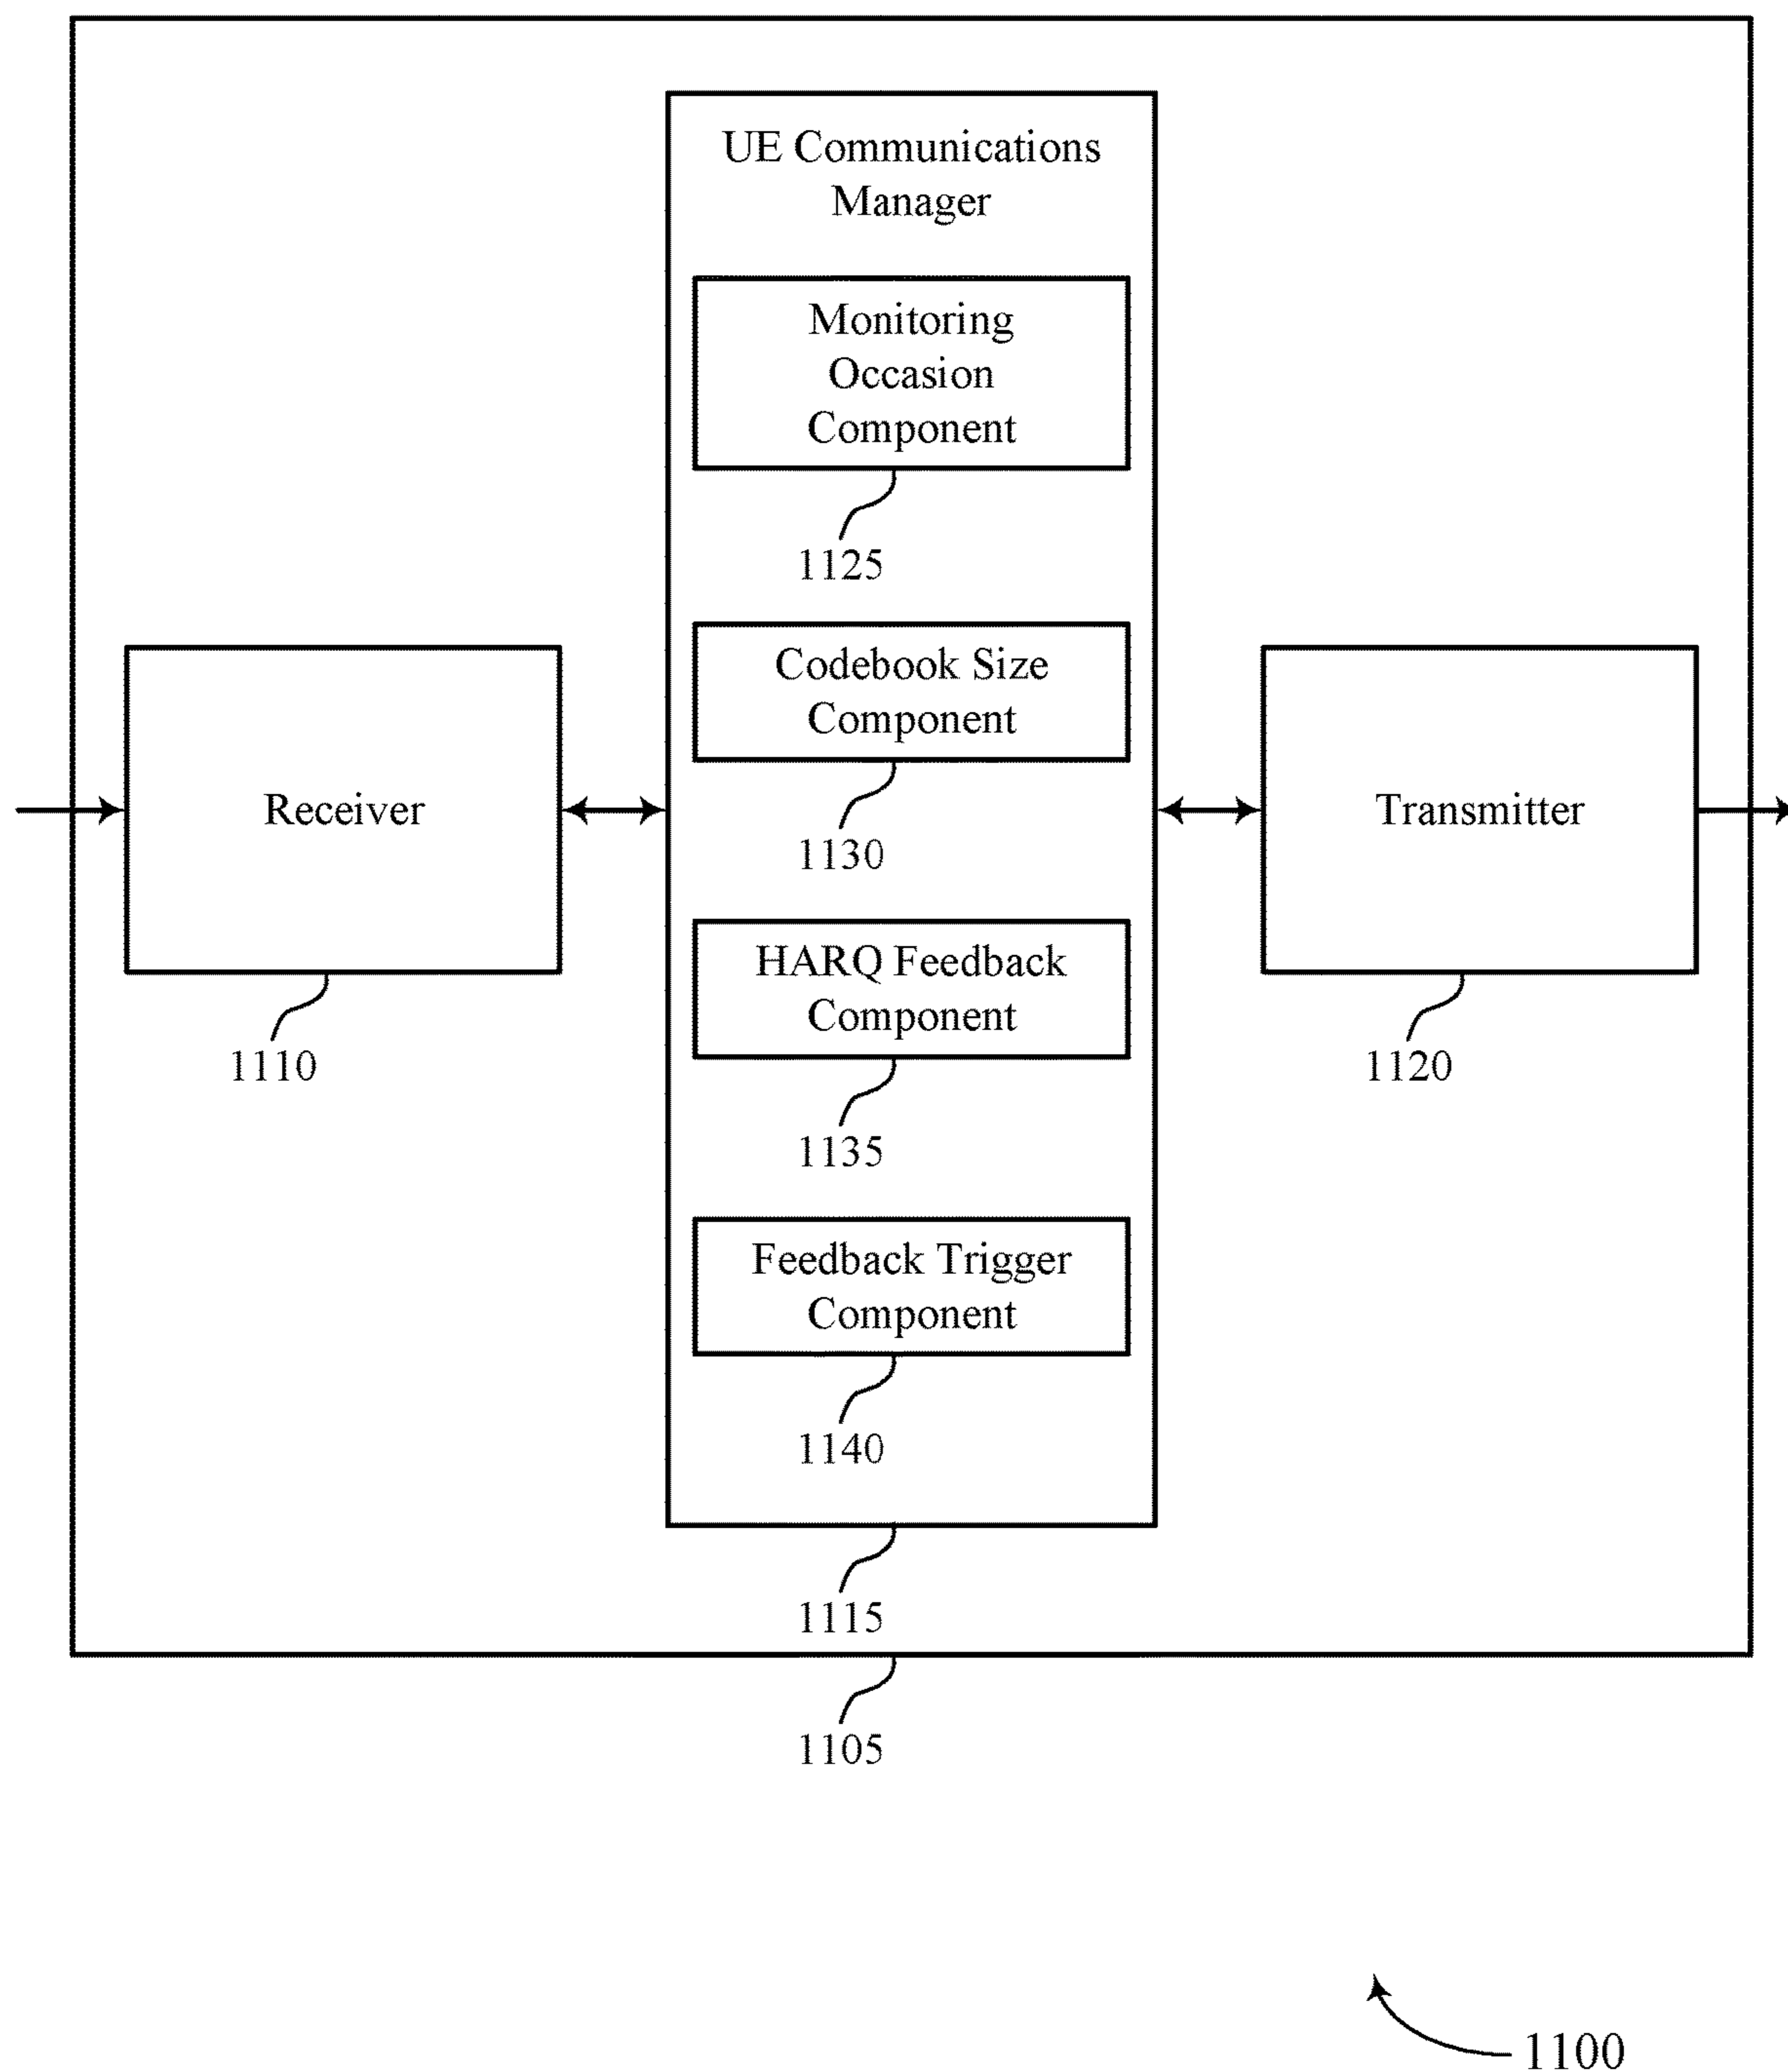 UE Communications
Manager
Monitoring
Occasion
Component
1125
Codebook Size
Component
1130
Receiver
1110
Transmitter
1120
HARQ Feedback
Component
1135
Feedback Trigger
Component
1140
1115
1105
1100